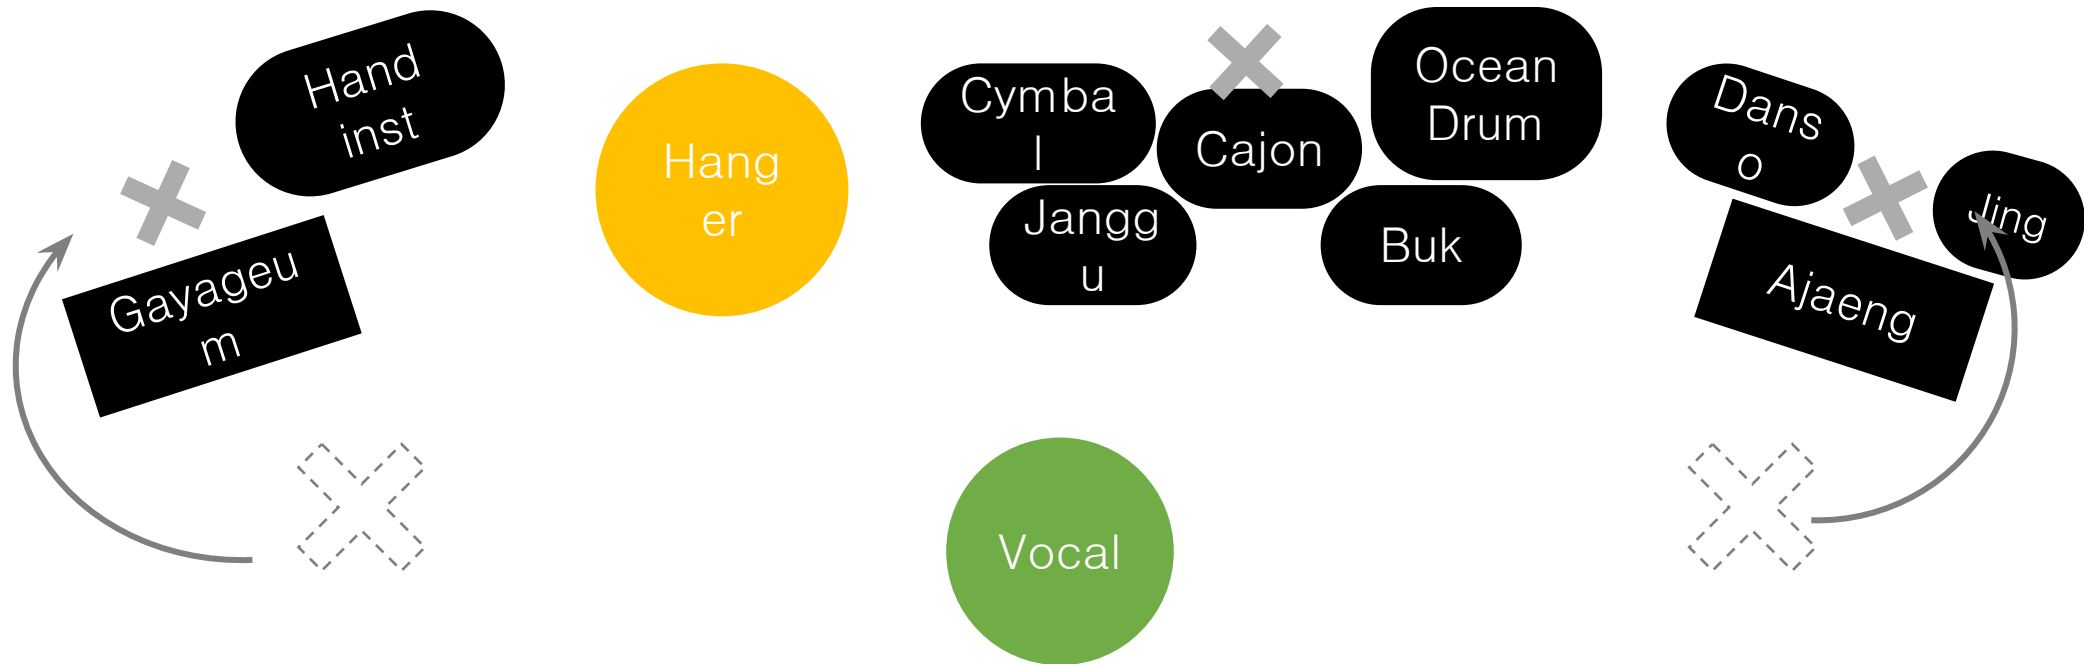 Hand
inst
Gayageu
m
Hang
er
Cymba
l
Cajon
Ocean
Drum
Jangg
u
Buk
Dans
o
Jing
Ajaeng
Vocal